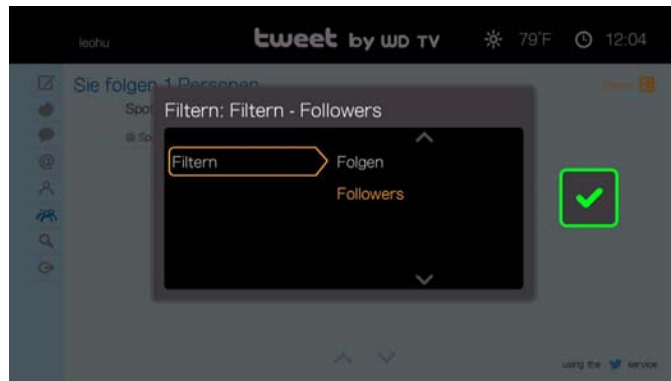 leohu
tweet by WD TV
79°F
12:04
Sie folgen 1 Personen
Filtern: Filtern - Followers
Filtern
Folgen
Followers
using the service